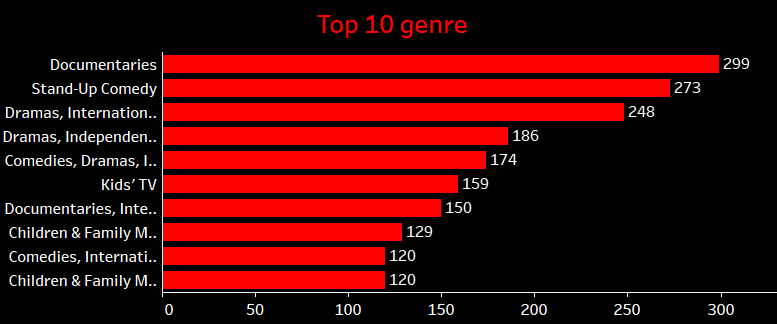 Top 10 genre
Documentaries 299
Stand-Up Comedy 273
Dramas, Internation.. 248
Dramas, Independen.. 186
Comedies, Dramas, I.. 174
Kids’ TV 159
Documentaries, Inte.. 150
Children & Family M.. 129
Comedies, Internati.. 120
Children & Family M.. 120
0 50 100 150 200 250 300